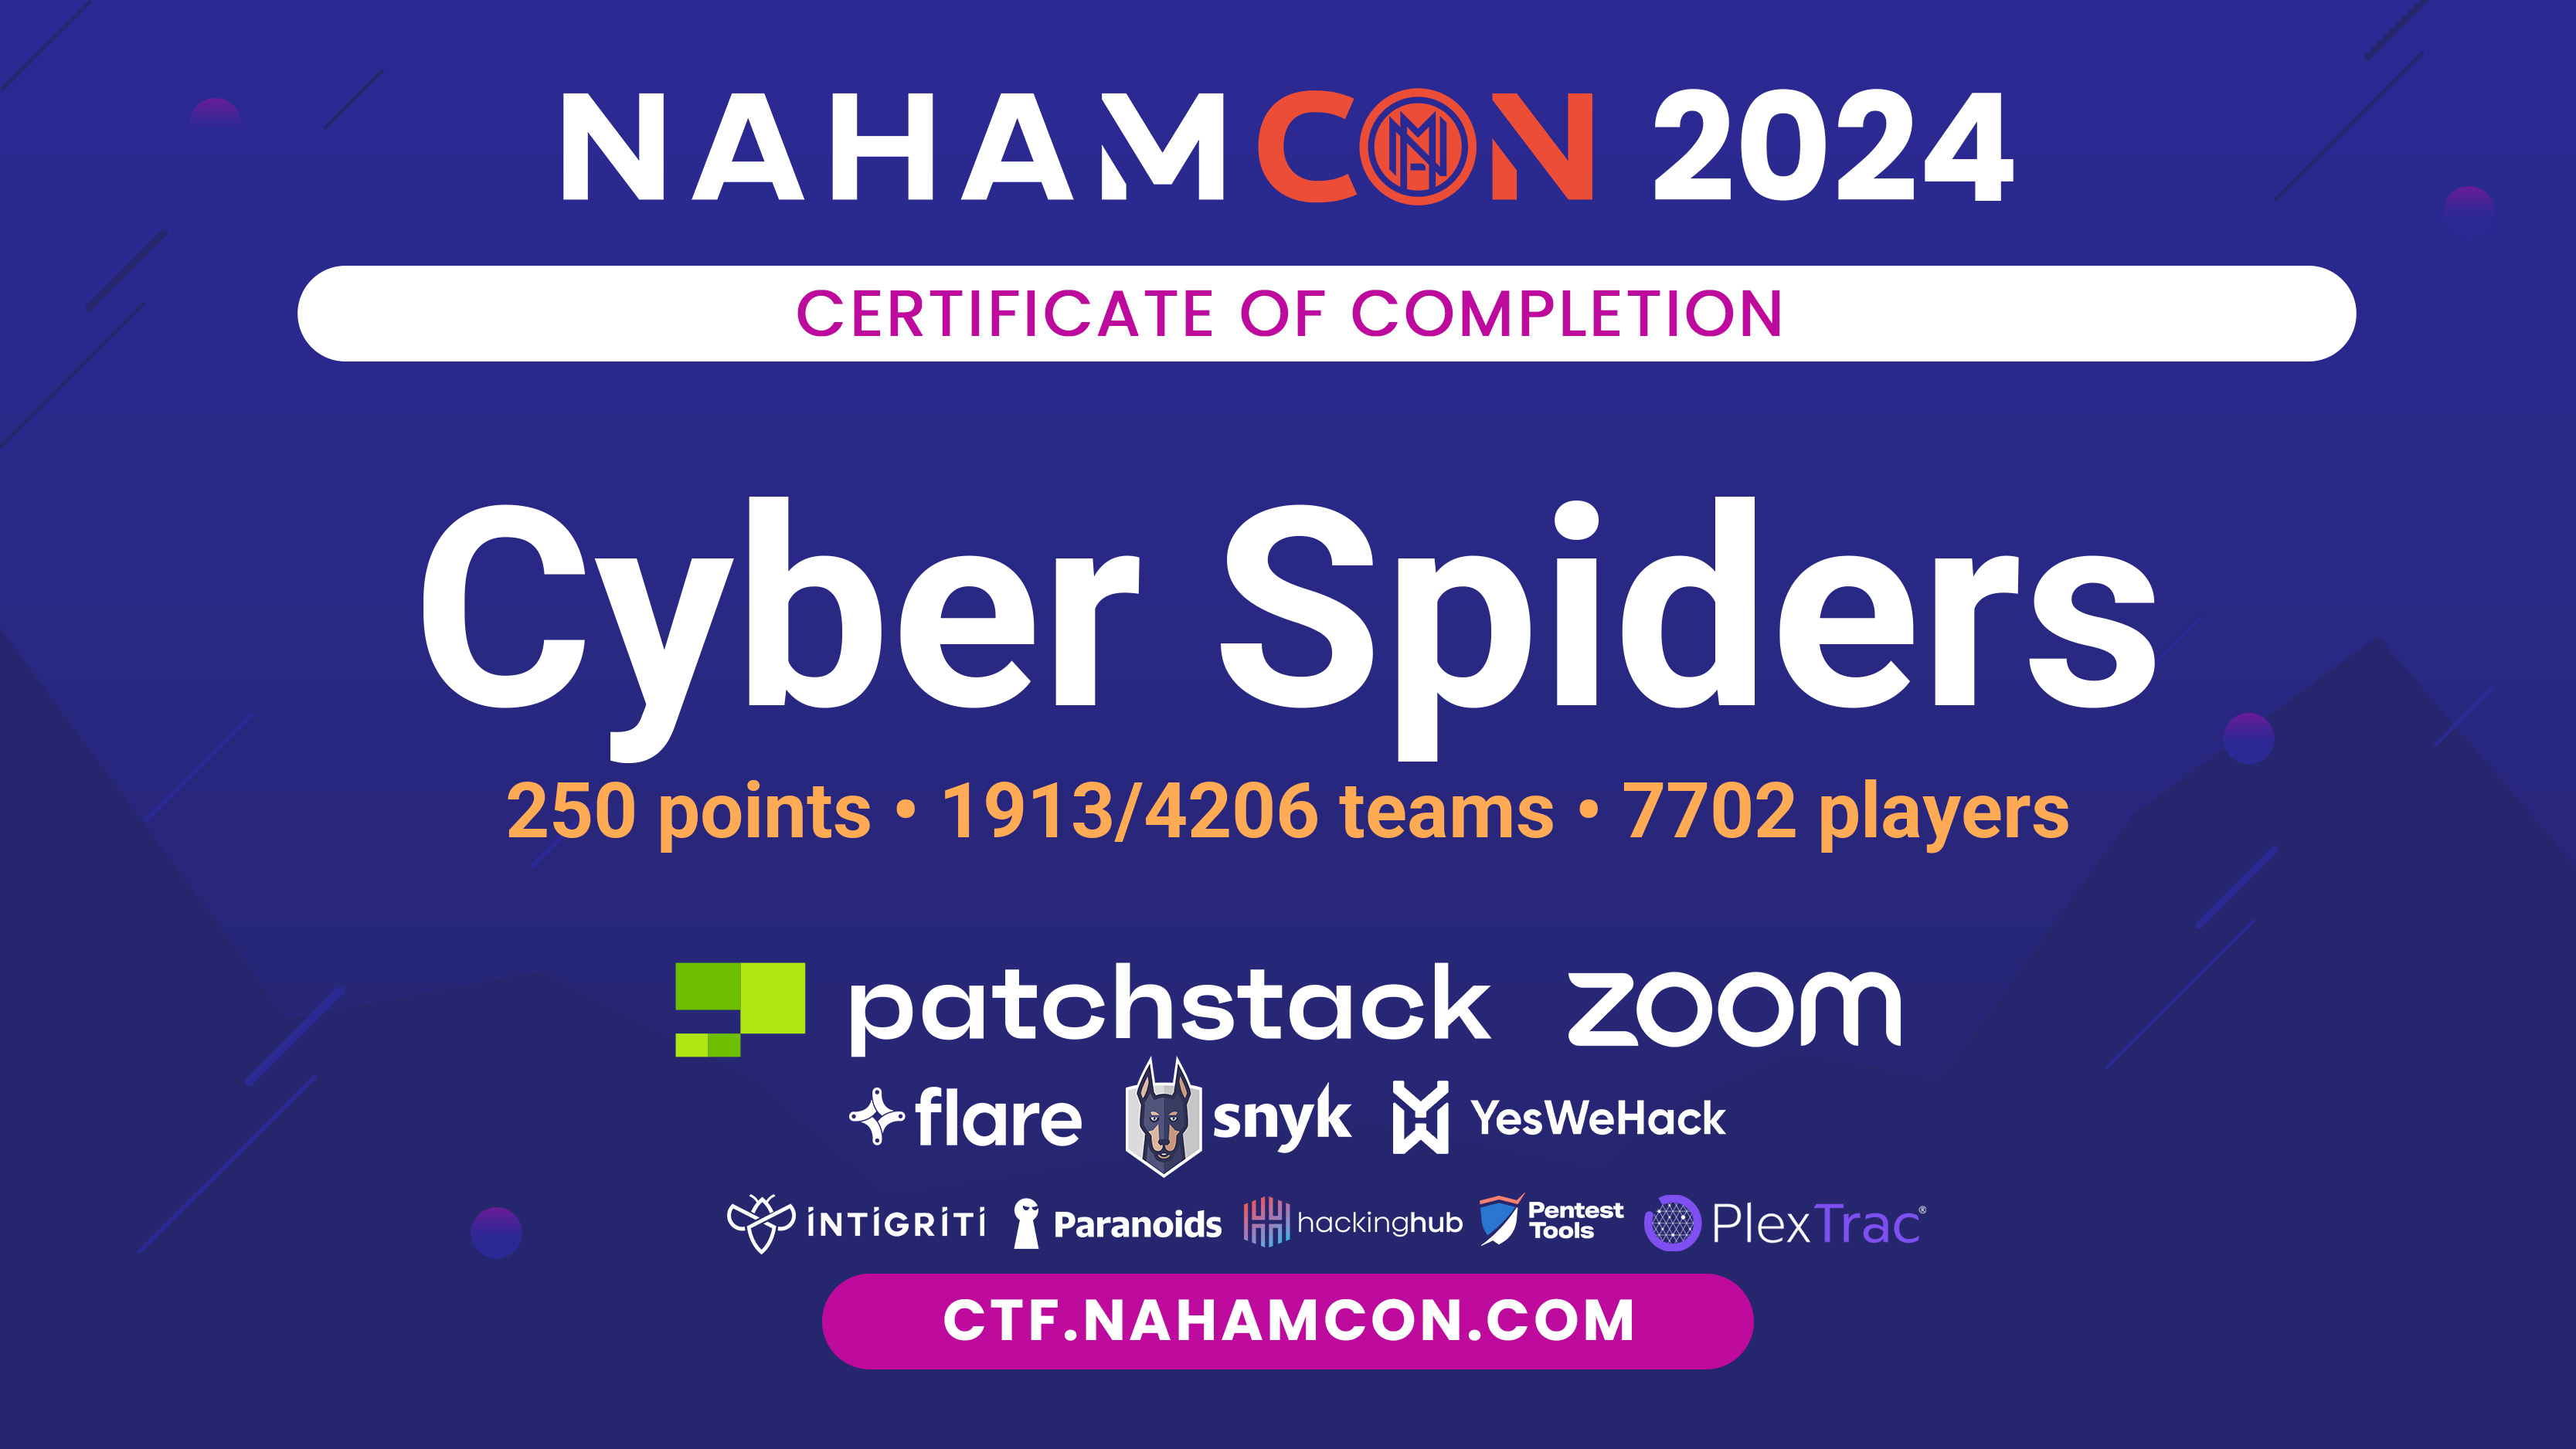 NAHAMCON 2024
CERTIFICATE OF COMPLETION
Cyber Spiders
250 points • 1913/4206 teams • 7702 players
patchstack zoom
flare snyk YesWeHack
INTIGRITI Paranoids hackinghub Pentest Tools PlexTrac®
CTF.NAHAMCON.COM